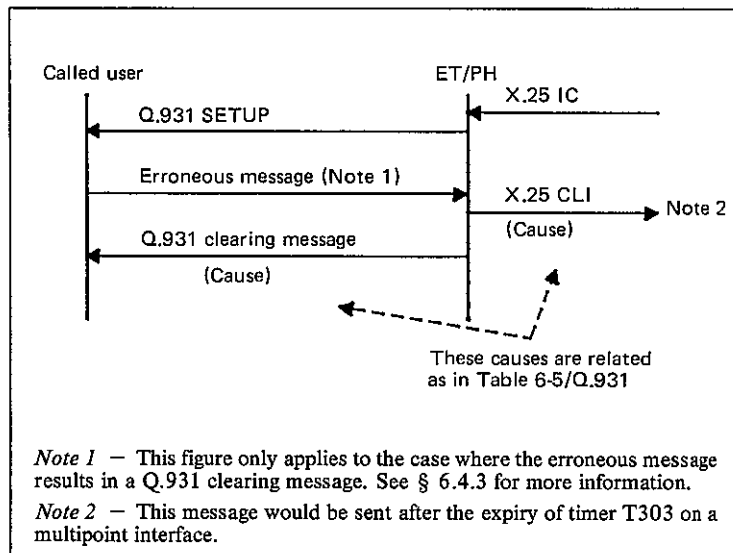 Called user
ET/PH
X.25 IC
Q.931 SETUP
Erroneous message (Note 1)
X.25 CLI
Note 2
(Cause)
Q.931 clearing message
(Cause)
These causes are related
as in Table 6-5/Q.931
Note 1 — This figure only applies to the case where the erroneous message
results in a Q.931 clearing message. See § 6.4.3 for more information.
Note 2 — This message would be sent after the expiry of timer T303 on a
multipoint interface.